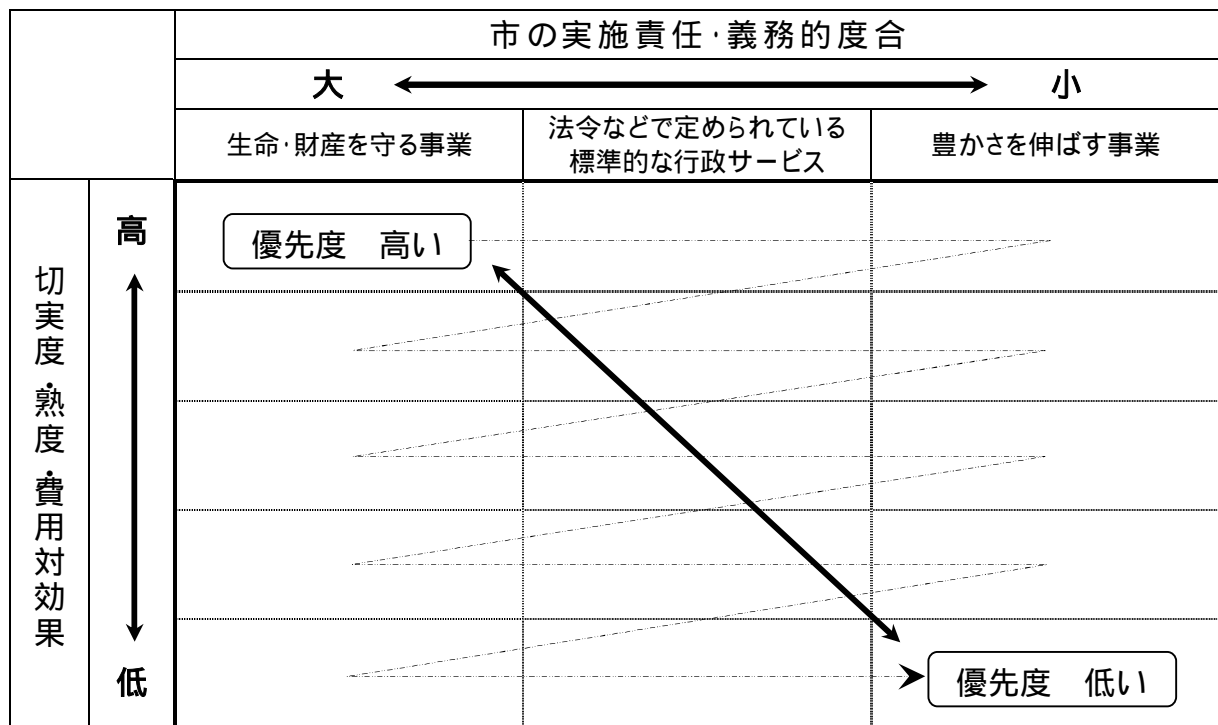 市の実施責任・義務的度合
大
小
生命・財産を守る事業
法令などで定められている
標準的な行政サービス
豊かさを伸ばす事業
切実度・熟度・費用対効果
高
低
優先度　高い
優先度　低い